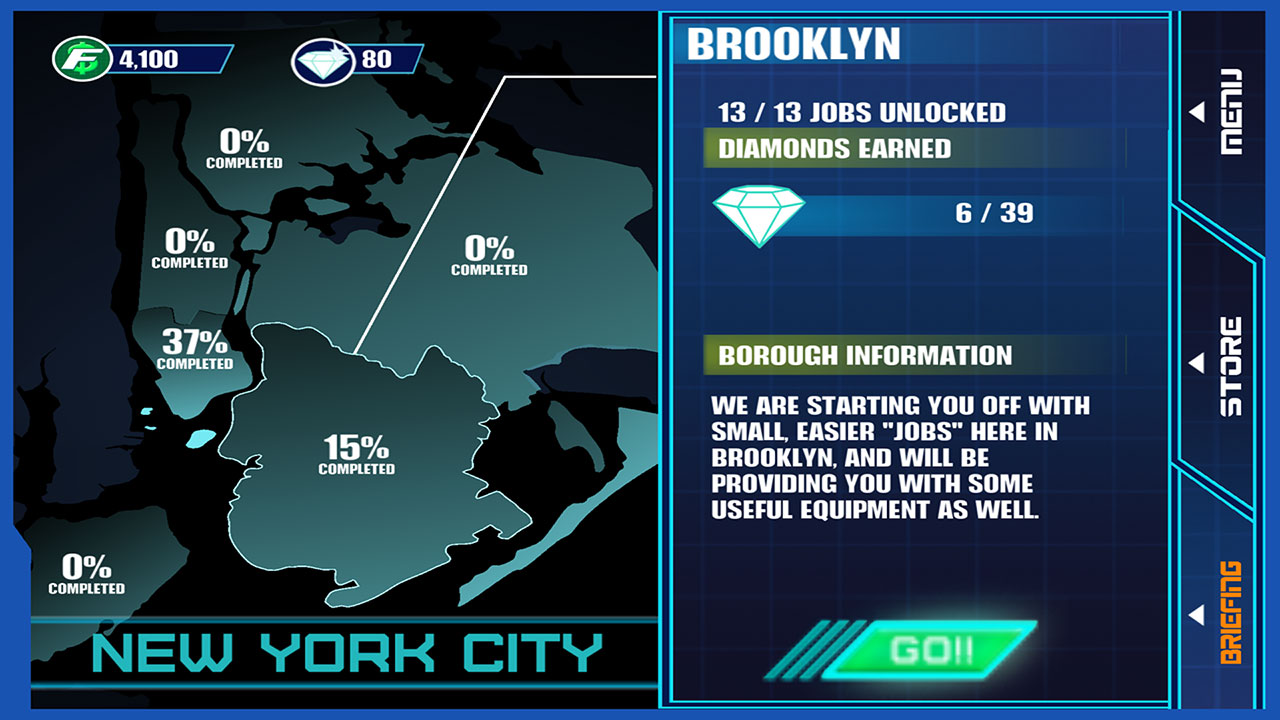 4,100
80
0%
COMPLETED
0%
COMPLETED
0%
COMPLETED
37%
COMPLETED
15%
COMPLETED
0%
COMPLETED
NEW YORK CITY
BROOKLYN
13 / 13 JOBS UNLOCKED
DIAMONDS EARNED
6 / 39
BOROUGH INFORMATION
WE ARE STARTING YOU OFF WITH
SMALL, EASIER "JOBS" HERE IN
BROOKLYN, AND WILL BE
PROVIDING YOU WITH SOME
USEFUL EQUIPMENT AS WELL.
GO!!
MENU
STORE
BRIEFING